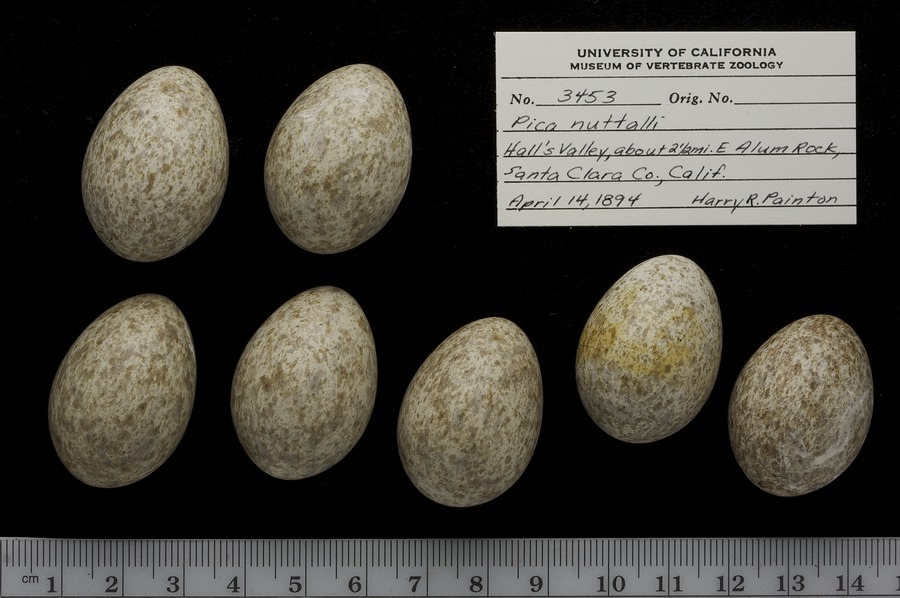 UNIVERSITY OF CALIFORNIA
MUSEUM OF VERTEBRATE ZOOLOGY
No. 3453 Orig. No.
Pica nuttalli
Hall's Valley, about 2½mi. E Alum Rock,
Santa Clara Co., Calif.
April 14, 1894 Harry R. Painton
cm 1 2 3 4 5 6 7 8 9 10 11 12 13 14